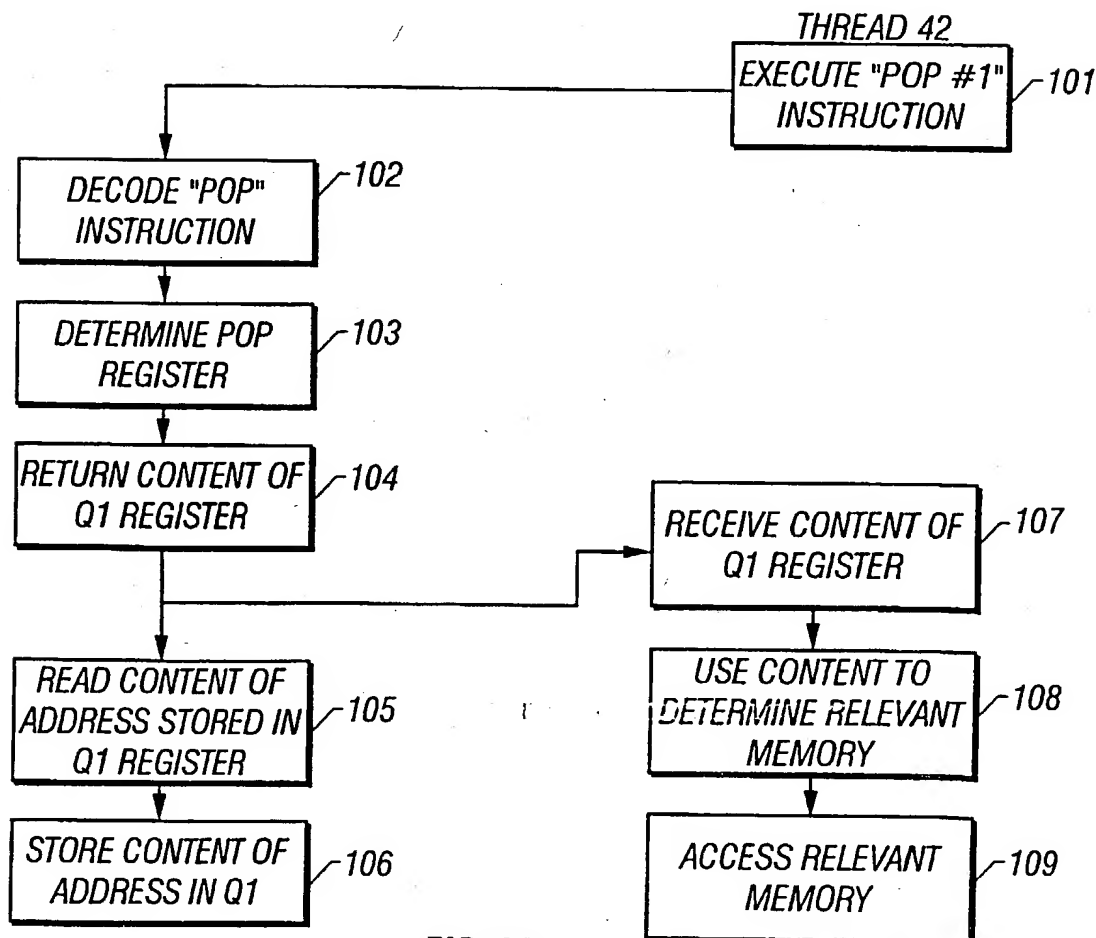 THREAD 42
EXECUTE "POP #1"
INSTRUCTION
101
DECODE "POP"
INSTRUCTION
102
DETERMINE POP
REGISTER
103
RETURN CONTENT OF
Q1 REGISTER
104
RECEIVE CONTENT OF
Q1 REGISTER
107
READ CONTENT OF
ADDRESS STORED IN
Q1 REGISTER
105
USE CONTENT TO
DETERMINE RELEVANT
MEMORY
108
STORE CONTENT OF
ADDRESS IN Q1
106
ACCESS RELEVANT
MEMORY
109